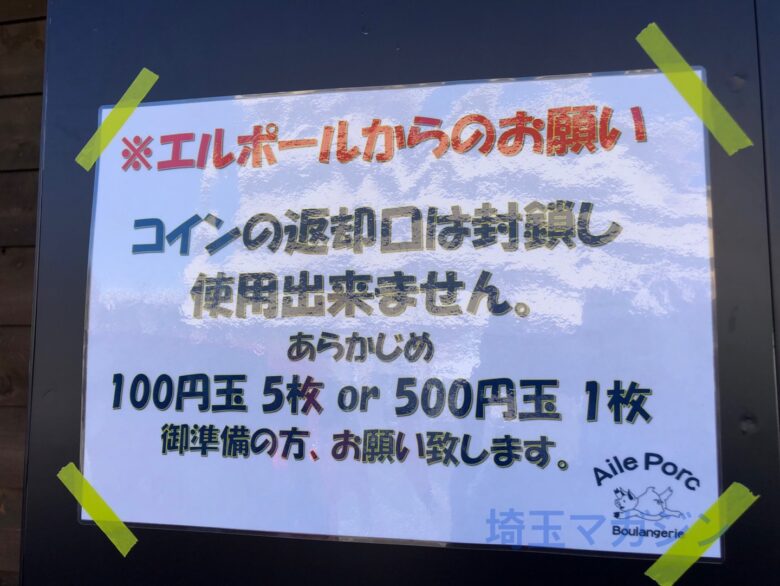 ※エルポールからのお願い
コインの返却口は封鎖し
使用出来ません。
あらかじめ
100円玉 5枚 or 500円玉 1枚
御準備の方、お願い致します。
Aile Porc
Boulangerie
埼玉マガジン